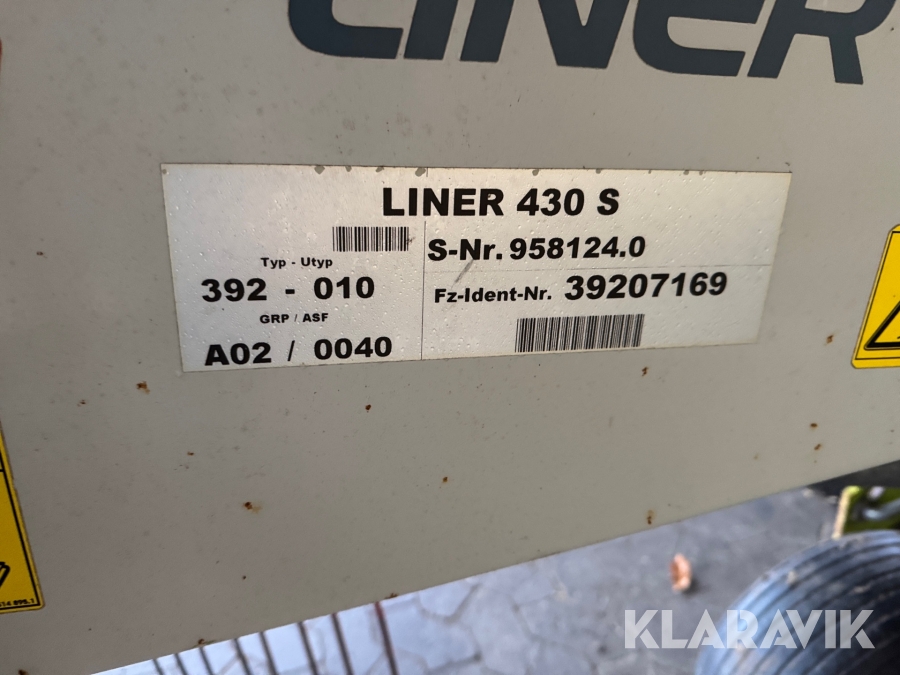 LINER
LINER 430 S
S-Nr. 958124.0
Typ - Utyp
392 - 010
Fz-Ident-Nr. 39207169
GRP / ASF
A02 / 0040
KLARAVIK